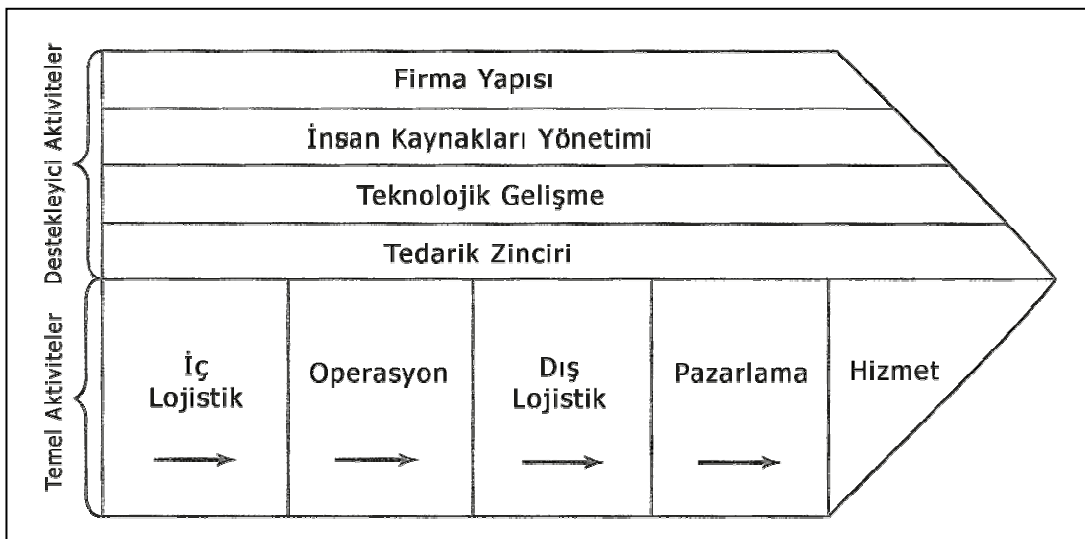 Destekleyici Aktiviteler
Firma Yapısı
İnsan Kaynakları Yönetimi
Teknolojik Gelişme
Tedarik Zinciri
Temel Aktiviteler
İç
Lojistik
Operasyon
Dış
Lojistik
Pazarlama
Hizmet